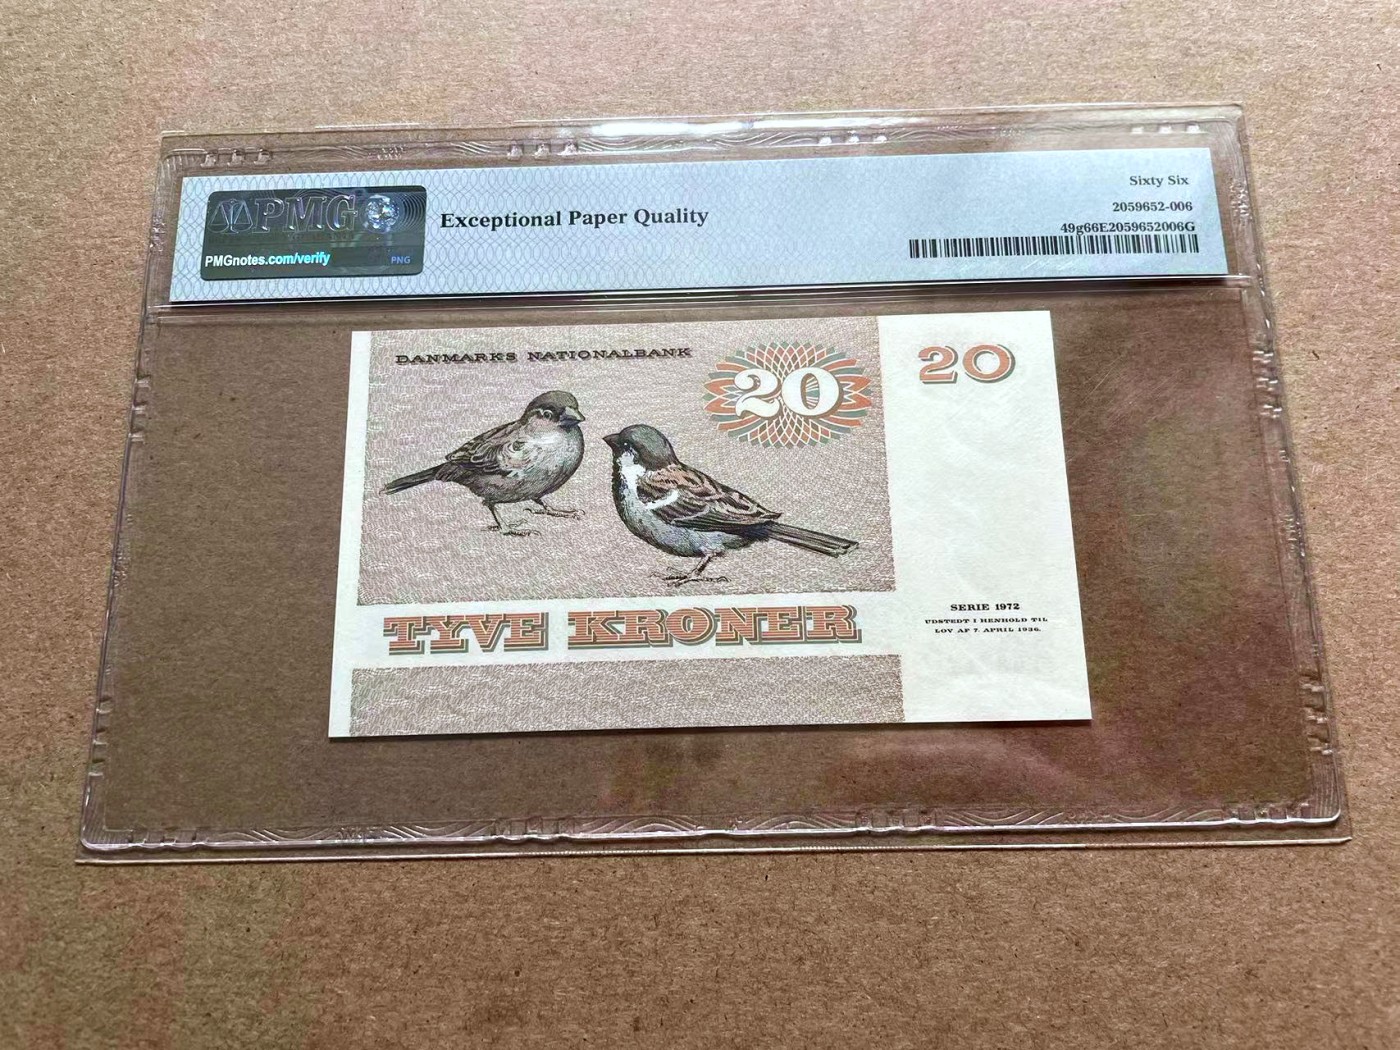 PMG
PMGnotes.com/verify
PNG
Exceptional Paper Quality
Sixty Six
2059652-006
49g66E2059652006G
DANMARKS NATIONALBANK
20
20
TYVE KRONER
SERIE 1972
UDSTEDT I HENHOLD TIL
LOV AF 7. APRIL 1936.